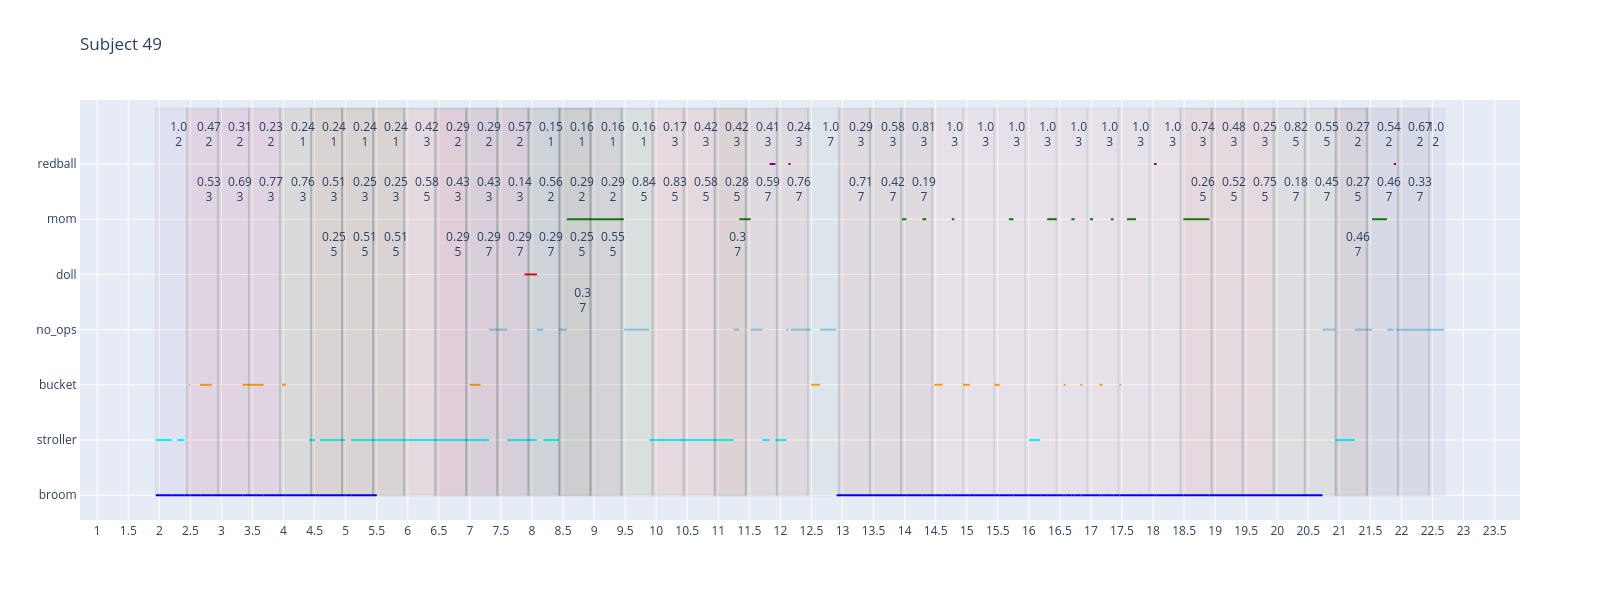 Subject 49
1.0 0.47 0.31 0.23 0.24 0.24 0.24 0.24 0.42 0.29 0.29 0.57 0.15 0.16 0.16 0.16 0.17 0.42 0.42 0.41 0.24 1.0 0.29 0.58 0.81 1.0 1.0 1.0 1.0 1.0 1.0 1.0 1.0 0.74 0.48 0.25 0.82 0.55 0.27 0.54 0.67 1.0
2 2 2 2 1 1 1 1 3 2 2 2 1 1 1 1 3 3 3 3 3 7 3 3 3 3 3 3 3 3 3 3 3 3 3 3 5 5 2 2 2 2
redball
0.53 0.69 0.77 0.76 0.51 0.25 0.25 0.58 0.43 0.43 0.14 0.56 0.29 0.29 0.84 0.83 0.58 0.28 0.59 0.76 0.71 0.42 0.19 0.26 0.52 0.75 0.18 0.45 0.27 0.46 0.33
3 3 3 3 3 3 3 5 3 3 3 2 2 2 5 5 5 5 7 7 7 7 7 5 5 5 7 7 5 7 7
mom
0.25 0.51 0.51 0.29 0.29 0.29 0.29 0.25 0.55 0.3 0.46
5 5 5 5 7 7 7 5 5 7 7
doll
0.3
7
no_ops
bucket
stroller
broom
1 1.5 2 2.5 3 3.5 4 4.5 5 5.5 6 6.5 7 7.5 8 8.5 9 9.5 10 10.5 11 11.5 12 12.5 13 13.5 14 14.5 15 15.5 16 16.5 17 17.5 18 18.5 19 19.5 20 20.5 21 21.5 22 22.5 23 23.5